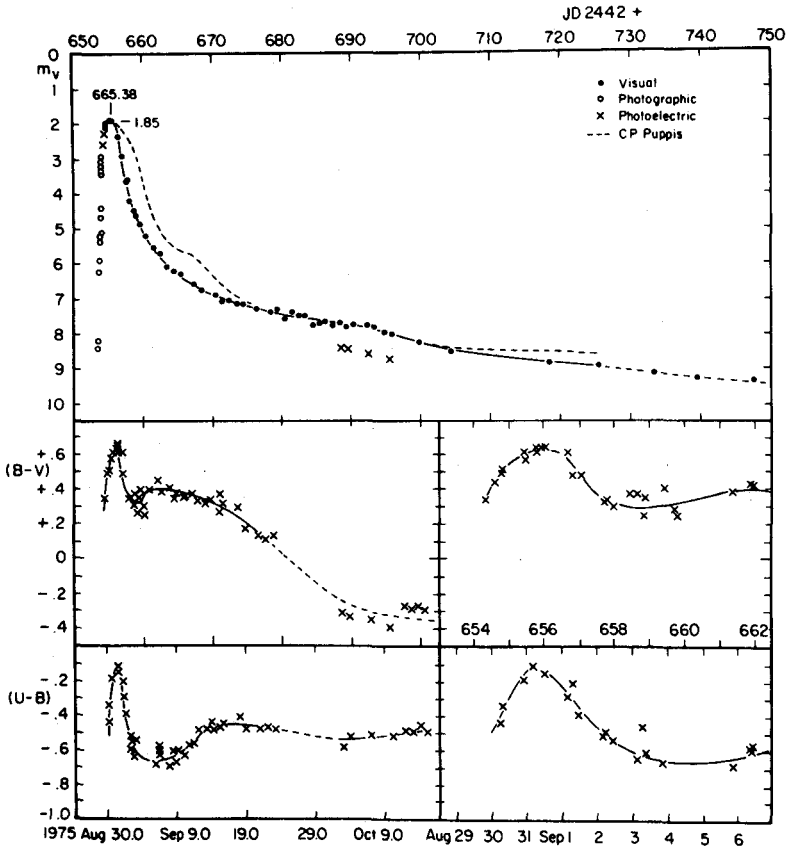 JD 2442 +
650 660 670 680 690 700 710 720 730 740 750
0
mv
1
2
3
4
5
6
7
8
9
10
665.38
1.85
Visual
Photographic
Photoelectric
CP Puppis
+.6
(B-V)
+.4
+.2
0
-.2
-.4
654 656 658 660 662
-.2
(U-B)
-.4
-.6
-.8
-1.0
1975 Aug 30.0 Sep 9.0 19.0 29.0 Oct 9.0 Aug 29 30 31 Sep 1 2 3 4 5 6